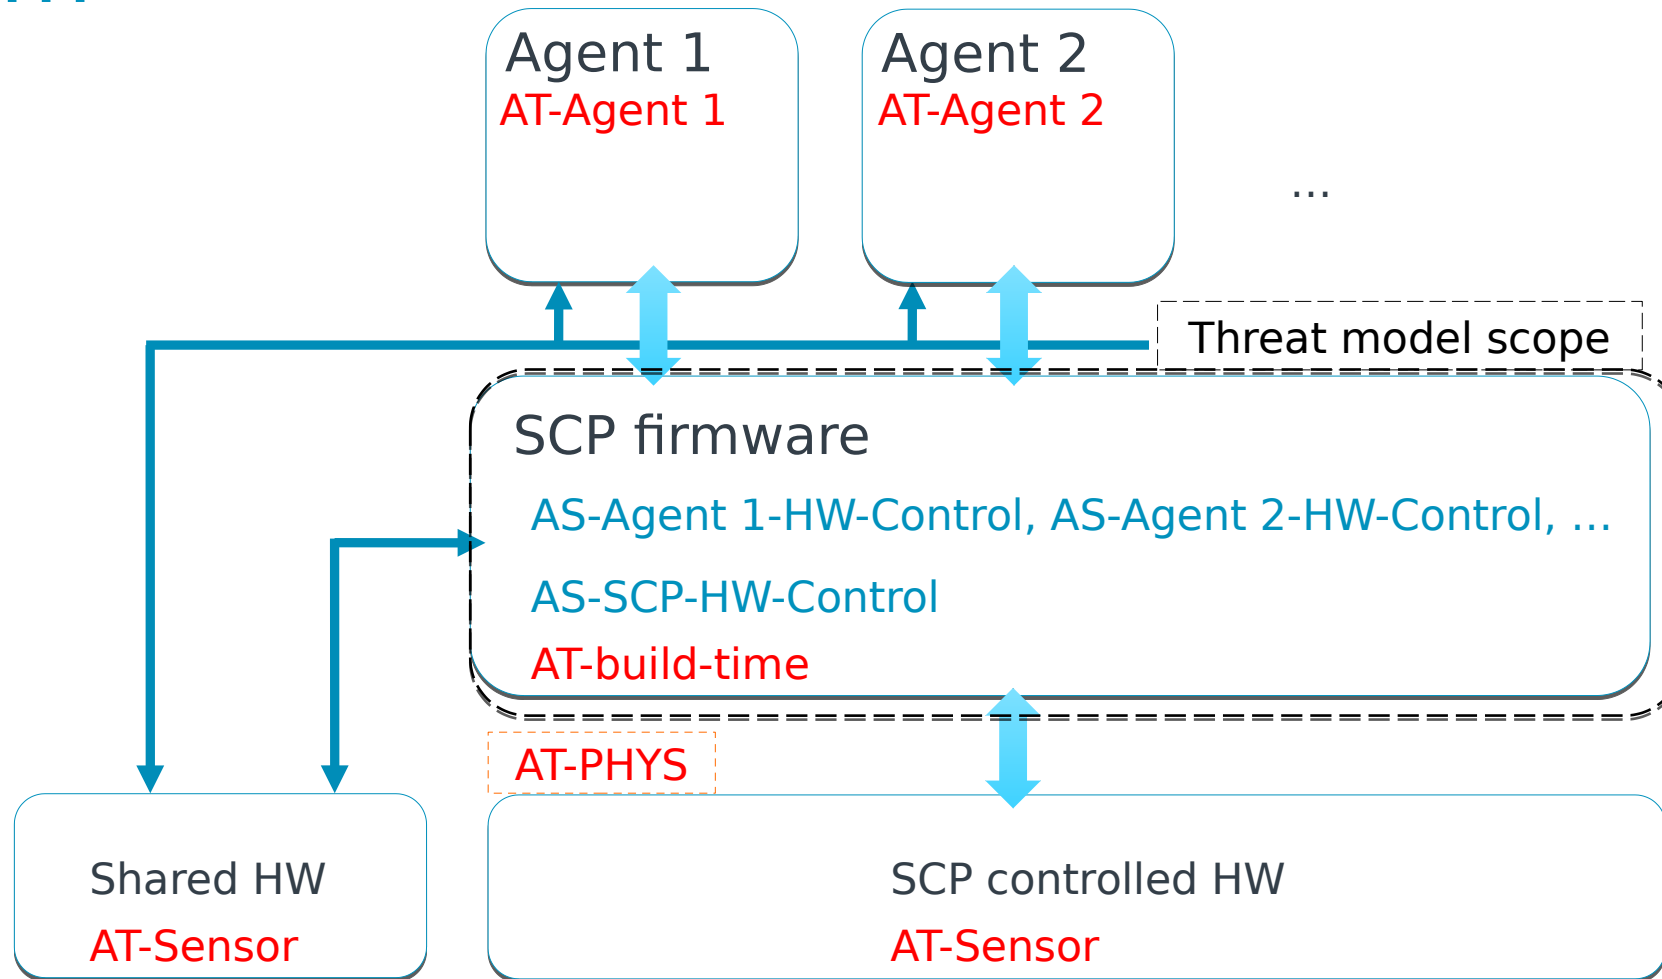 Agent 1
AT-Agent 1
Agent 2
AT-Agent 2
...
Threat model scope
SCP firmware
AS-Agent 1-HW-Control, AS-Agent 2-HW-Control, ...
AS-SCP-HW-Control
AT-build-time
AT-PHYS
Shared HW
AT-Sensor
SCP controlled HW
AT-Sensor